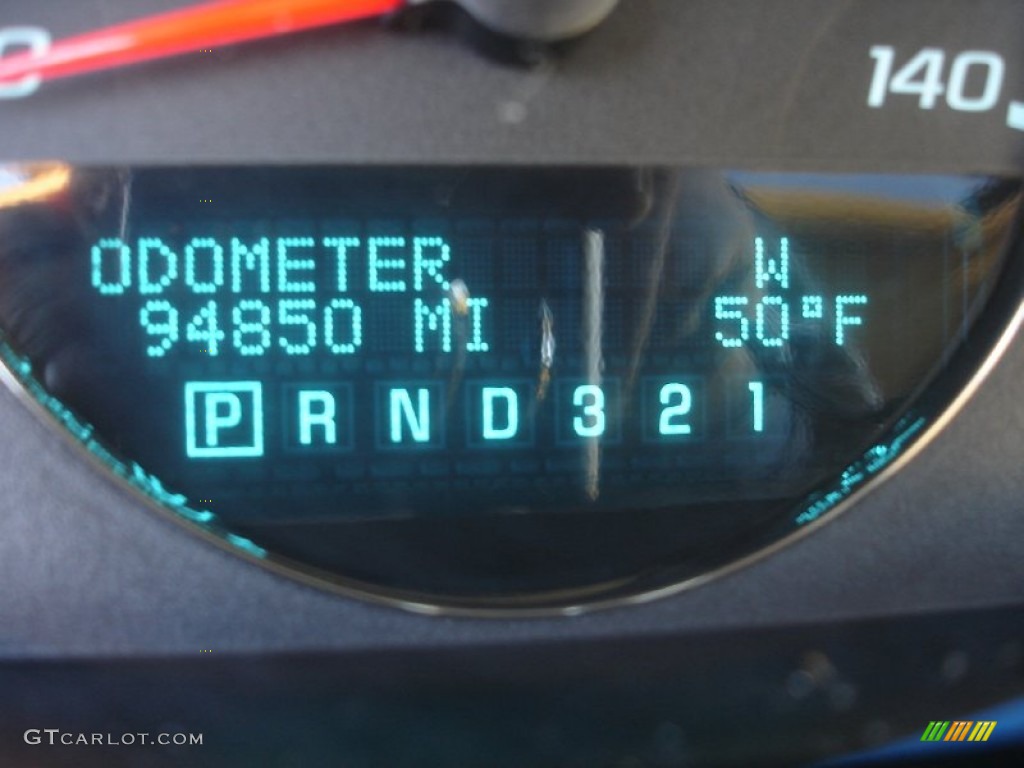 140
ODOMETER W
94850 MI 50°F
P R N D 3 2 1
GTCARLOT.COM